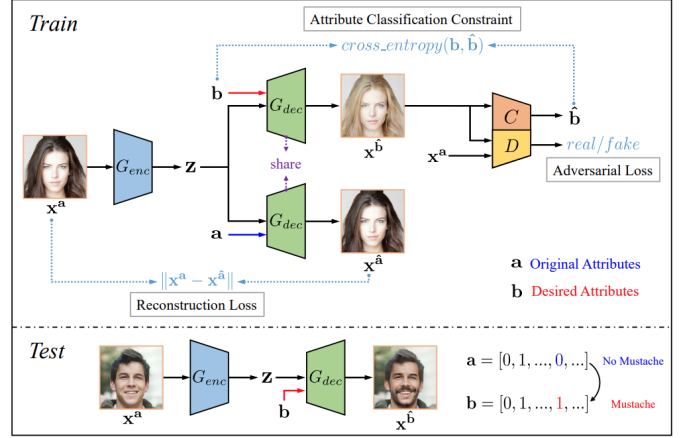 Train
Attribute Classification Constraint
cross_entropy(b, b̂)
b
G_dec
x^b̂
C
b̂
D
real/fake
x^a
Adversarial Loss
G_enc
z
share
x^a
a
G_dec
x^â
‖x^a − x^â‖
Reconstruction Loss
a Original Attributes
b Desired Attributes
Test
G_enc
z
G_dec
b
x^a
x^b̂
a = [0, 1, ..., 0, ...] No Mustache
b = [0, 1, ..., 1, ...] Mustache